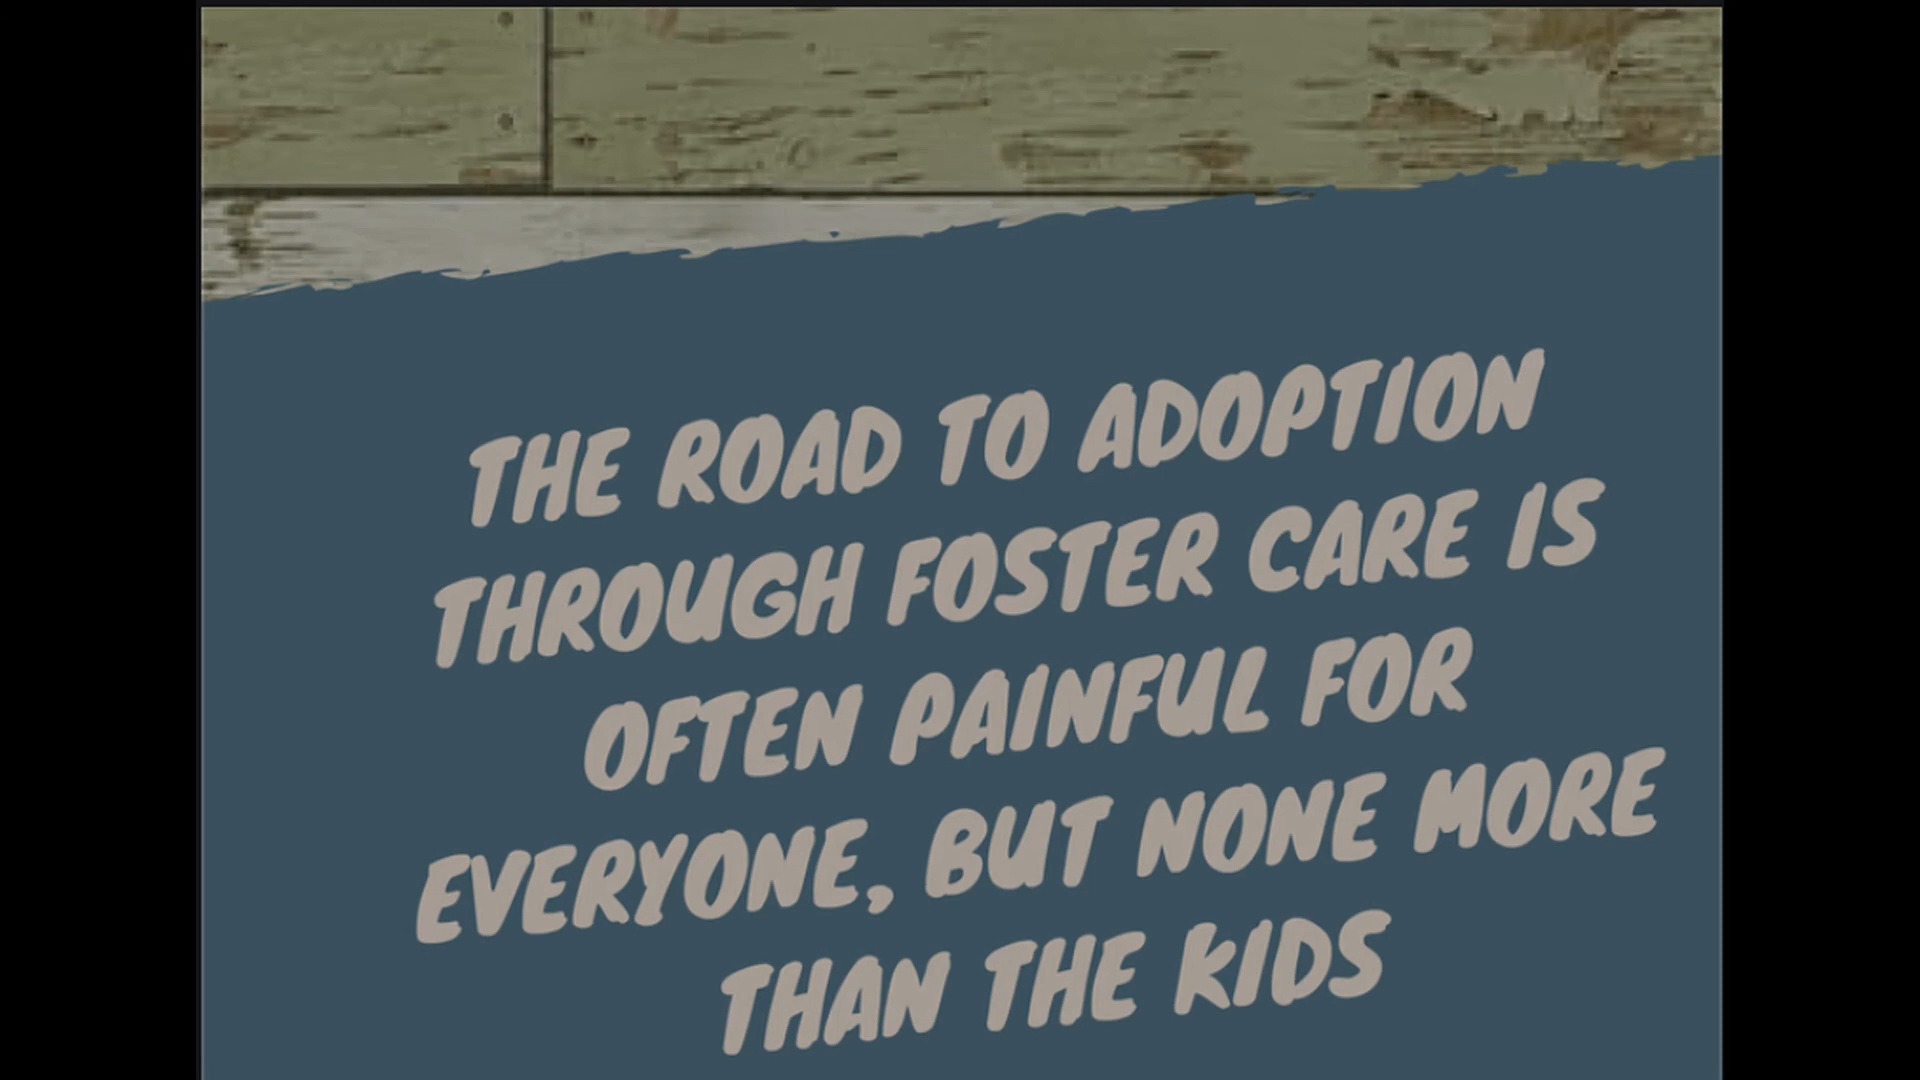 THE ROAD TO ADOPTION
THROUGH FOSTER CARE IS
OFTEN PAINFUL FOR
EVERYONE, BUT NONE MORE
THAN THE KIDS